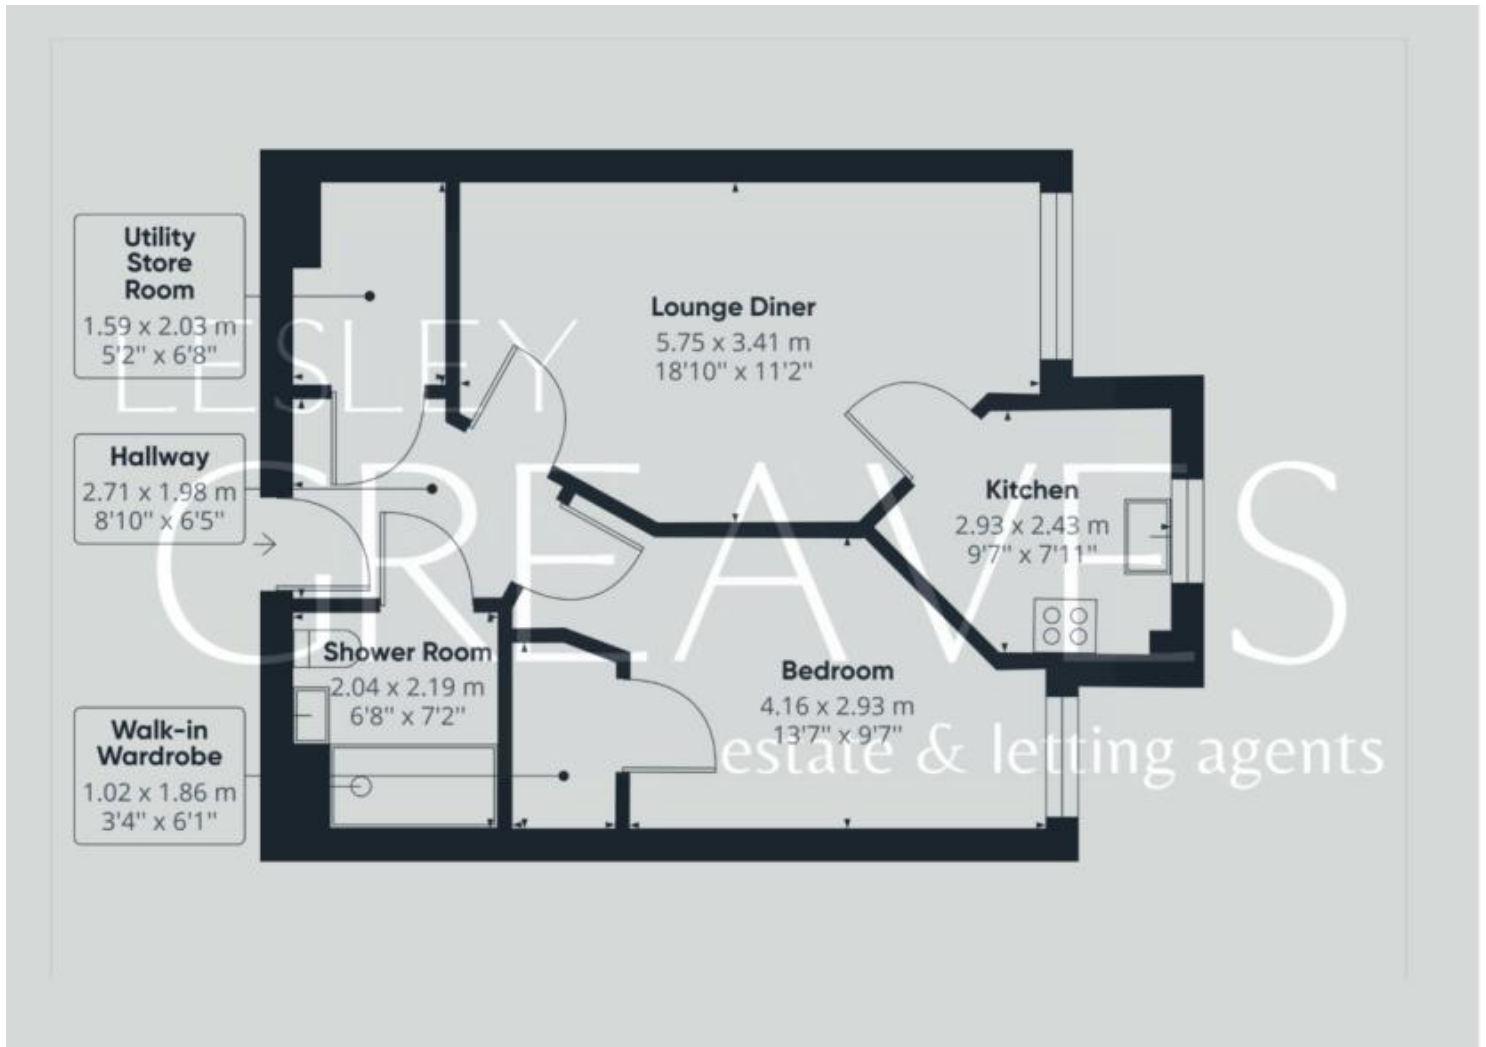 Utility
Store
Room
1.59 x 2.03 m
5'2" x 6'8"
Lounge Diner
5.75 x 3.41 m
18'10" x 11'2"
LESLEY
Hallway
2.71 x 1.98 m
8'10" x 6'5"
GREAVES
Kitchen
2.93 x 2.43 m
9'7" x 7'11"
Shower Room
2.04 x 2.19 m
6'8" x 7'2"
Bedroom
4.16 x 2.93 m
13'7" x 9'7"
estate & letting agents
Walk-in
Wardrobe
1.02 x 1.86 m
3'4" x 6'1"